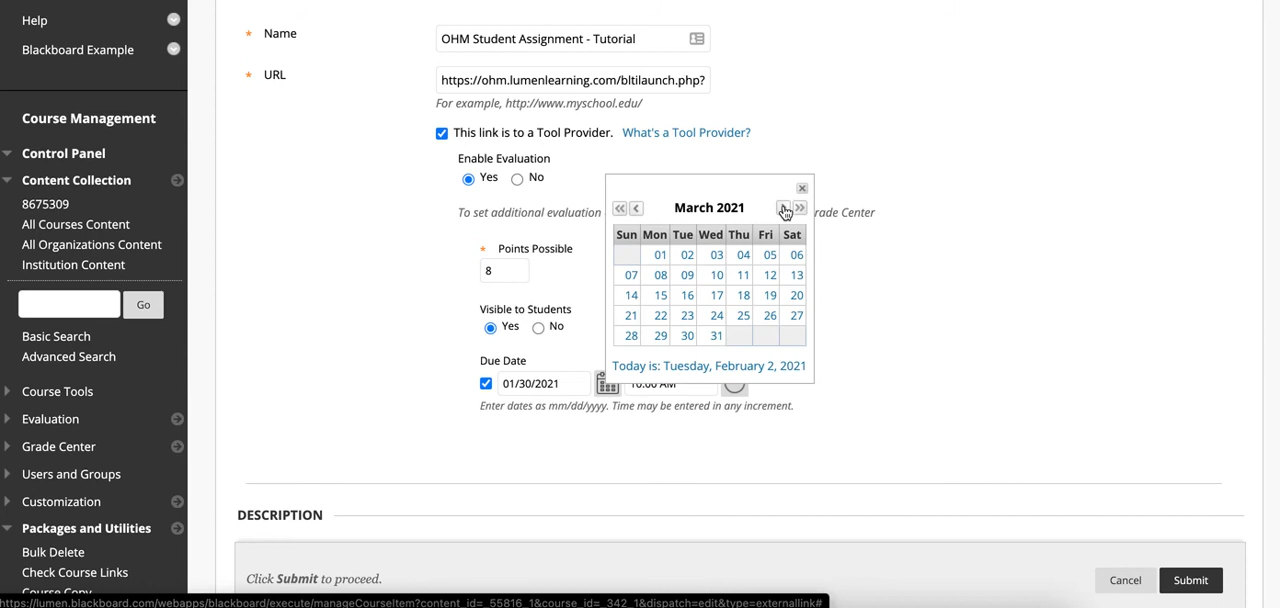 Help
Blackboard Example
Course Management
Control Panel
Content Collection
8675309
All Courses Content
All Organizations Content
Institution Content
Go
Basic Search
Advanced Search
Course Tools
Evaluation
Grade Center
Users and Groups
Customization
Packages and Utilities
Bulk Delete
Check Course Links
Course Copy
* Name
OHM Student Assignment - Tutorial
* URL
https://ohm.lumenlearning.com/bltilaunch.php?
For example, http://www.myschool.edu/
This link is to a Tool Provider. What's a Tool Provider?
Enable Evaluation
Yes No
To set additional evaluation
rade Center
* Points Possible
8
Visible to Students
Yes No
Due Date
01/30/2021
10:00 AM
Enter dates as mm/dd/yyyy. Time may be entered in any increment.
March 2021
Sun Mon Tue Wed Thu Fri Sat
01 02 03 04 05 06
07 08 09 10 11 12 13
14 15 16 17 18 19 20
21 22 23 24 25 26 27
28 29 30 31
Today is: Tuesday, February 2, 2021
DESCRIPTION
Click Submit to proceed.
Cancel Submit
https://lumen.blackboard.com/webapps/blackboard/execute/manageCourseItem?content_id=_55816_1&course_id=_342_1&dispatch=edit&type=externallink#